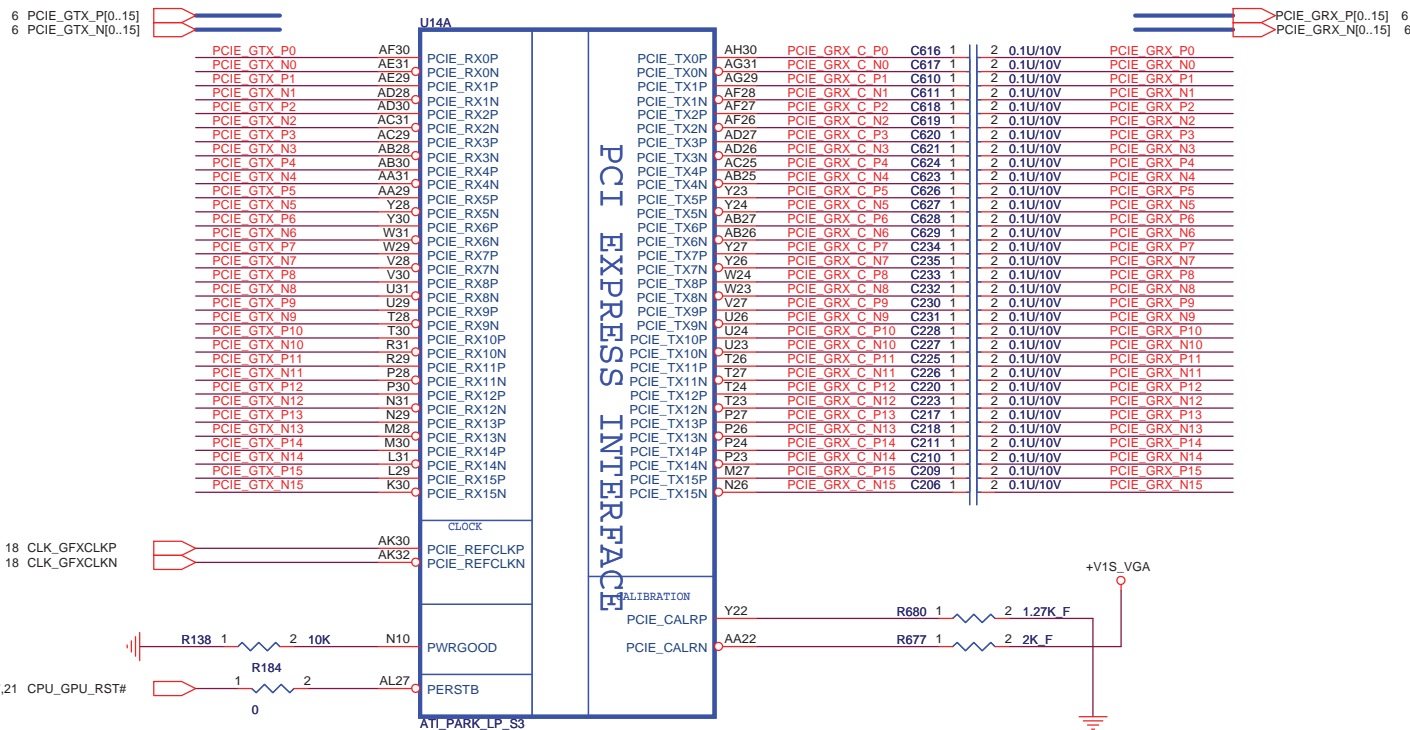 6 PCIE_GTX_P[0..15]
6 PCIE_GTX_N[0..15]
PCIE_GRX_P[0..15] 6
PCIE_GRX_N[0..15] 6
U14A
PCIE_GTX_P0 AF30 PCIE_RX0P PCIE_TX0P AH30 PCIE_GRX_C_P0 C616 1 2 0.1U/10V PCIE_GRX_P0
PCIE_GTX_N0 AE31 PCIE_RX0N PCIE_TX0N AG31 PCIE_GRX_C_N0 C617 1 2 0.1U/10V PCIE_GRX_N0
PCIE_GTX_P1 AE29 PCIE_RX1P PCIE_TX1P AG29 PCIE_GRX_C_P1 C610 1 2 0.1U/10V PCIE_GRX_P1
PCIE_GTX_N1 AD28 PCIE_RX1N PCIE_TX1N AF28 PCIE_GRX_C_N1 C611 1 2 0.1U/10V PCIE_GRX_N1
PCIE_GTX_P2 AD30 PCIE_RX2P PCIE_TX2P AF27 PCIE_GRX_C_P2 C618 1 2 0.1U/10V PCIE_GRX_P2
PCIE_GTX_N2 AC31 PCIE_RX2N PCIE_TX2N AF26 PCIE_GRX_C_N2 C619 1 2 0.1U/10V PCIE_GRX_N2
PCIE_GTX_P3 AC29 PCIE_RX3P PCIE_TX3P AD27 PCIE_GRX_C_P3 C620 1 2 0.1U/10V PCIE_GRX_P3
PCIE_GTX_N3 AB28 PCIE_RX3N PCIE_TX3N AD26 PCIE_GRX_C_N3 C621 1 2 0.1U/10V PCIE_GRX_N3
PCIE_GTX_P4 AB30 PCIE_RX4P PCIE_TX4P AC25 PCIE_GRX_C_P4 C624 1 2 0.1U/10V PCIE_GRX_P4
PCIE_GTX_N4 AA31 PCIE_RX4N PCIE_TX4N AB25 PCIE_GRX_C_N4 C623 1 2 0.1U/10V PCIE_GRX_N4
PCIE_GTX_P5 AA29 PCIE_RX5P PCIE_TX5P Y23 PCIE_GRX_C_P5 C626 1 2 0.1U/10V PCIE_GRX_P5
PCIE_GTX_N5 Y28 PCIE_RX5N PCIE_TX5N Y24 PCIE_GRX_C_N5 C627 1 2 0.1U/10V PCIE_GRX_N5
PCIE_GTX_P6 Y30 PCIE_RX6P PCIE_TX6P AB27 PCIE_GRX_C_P6 C628 1 2 0.1U/10V PCIE_GRX_P6
PCIE_GTX_N6 W31 PCIE_RX6N PCIE_TX6N AB26 PCIE_GRX_C_N6 C629 1 2 0.1U/10V PCIE_GRX_N6
PCIE_GTX_P7 W29 PCIE_RX7P PCIE_TX7P Y27 PCIE_GRX_C_P7 C234 1 2 0.1U/10V PCIE_GRX_P7
PCIE_GTX_N7 V28 PCIE_RX7N PCIE_TX7N Y26 PCIE_GRX_C_N7 C235 1 2 0.1U/10V PCIE_GRX_N7
PCIE_GTX_P8 V30 PCIE_RX8P PCIE_TX8P W24 PCIE_GRX_C_P8 C233 1 2 0.1U/10V PCIE_GRX_P8
PCIE_GTX_N8 U31 PCIE_RX8N PCIE_TX8N W23 PCIE_GRX_C_N8 C232 1 2 0.1U/10V PCIE_GRX_N8
PCIE_GTX_P9 U29 PCIE_RX9P PCIE_TX9P V27 PCIE_GRX_C_P9 C230 1 2 0.1U/10V PCIE_GRX_P9
PCIE_GTX_N9 T28 PCIE_RX9N PCIE_TX9N U26 PCIE_GRX_C_N9 C231 1 2 0.1U/10V PCIE_GRX_N9
PCIE_GTX_P10 T30 PCIE_RX10P PCIE_TX10P U24 PCIE_GRX_C_P10 C228 1 2 0.1U/10V PCIE_GRX_P10
PCIE_GTX_N10 R31 PCIE_RX10N PCIE_TX10N U23 PCIE_GRX_C_N10 C227 1 2 0.1U/10V PCIE_GRX_N10
PCIE_GTX_P11 R29 PCIE_RX11P PCIE_TX11P T26 PCIE_GRX_C_P11 C225 1 2 0.1U/10V PCIE_GRX_P11
PCIE_GTX_N11 P28 PCIE_RX11N PCIE_TX11N T27 PCIE_GRX_C_N11 C226 1 2 0.1U/10V PCIE_GRX_N11
PCIE_GTX_P12 P30 PCIE_RX12P PCIE_TX12P T24 PCIE_GRX_C_P12 C220 1 2 0.1U/10V PCIE_GRX_P12
PCIE_GTX_N12 N31 PCIE_RX12N PCIE_TX12N T23 PCIE_GRX_C_N12 C223 1 2 0.1U/10V PCIE_GRX_N12
PCIE_GTX_P13 N29 PCIE_RX13P PCIE_TX13P P27 PCIE_GRX_C_P13 C217 1 2 0.1U/10V PCIE_GRX_P13
PCIE_GTX_N13 M28 PCIE_RX13N PCIE_TX13N P26 PCIE_GRX_C_N13 C218 1 2 0.1U/10V PCIE_GRX_N13
PCIE_GTX_P14 M30 PCIE_RX14P PCIE_TX14P P24 PCIE_GRX_C_P14 C211 1 2 0.1U/10V PCIE_GRX_P14
PCIE_GTX_N14 L31 PCIE_RX14N PCIE_TX14N P23 PCIE_GRX_C_N14 C210 1 2 0.1U/10V PCIE_GRX_N14
PCIE_GTX_P15 L29 PCIE_RX15P PCIE_TX15P M27 PCIE_GRX_C_P15 C209 1 2 0.1U/10V PCIE_GRX_P15
PCIE_GTX_N15 K30 PCIE_RX15N PCIE_TX15N N26 PCIE_GRX_C_N15 C206 1 2 0.1U/10V PCIE_GRX_N15
PCI EXPRESS INTERFACE
CLOCK
18 CLK_GFXCLKP AK30 PCIE_REFCLKP
18 CLK_GFXCLKN AK32 PCIE_REFCLKN
+V1S_VGA
CALIBRATION
PCIE_CALRP Y22 R680 1 2 1.27K_F
R138 1 2 10K N10 PWRGOOD PCIE_CALRN AA22 R677 1 2 2K_F
R184
,21 CPU_GPU_RST# 1 2 AL27 PERSTB
0
ATI_PARK_LP_S3